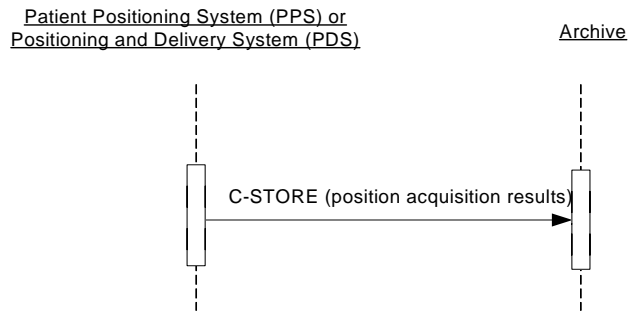 Patient Positioning System (PPS) or
Positioning and Delivery System (PDS)
Archive
C-STORE (position acquisition results)